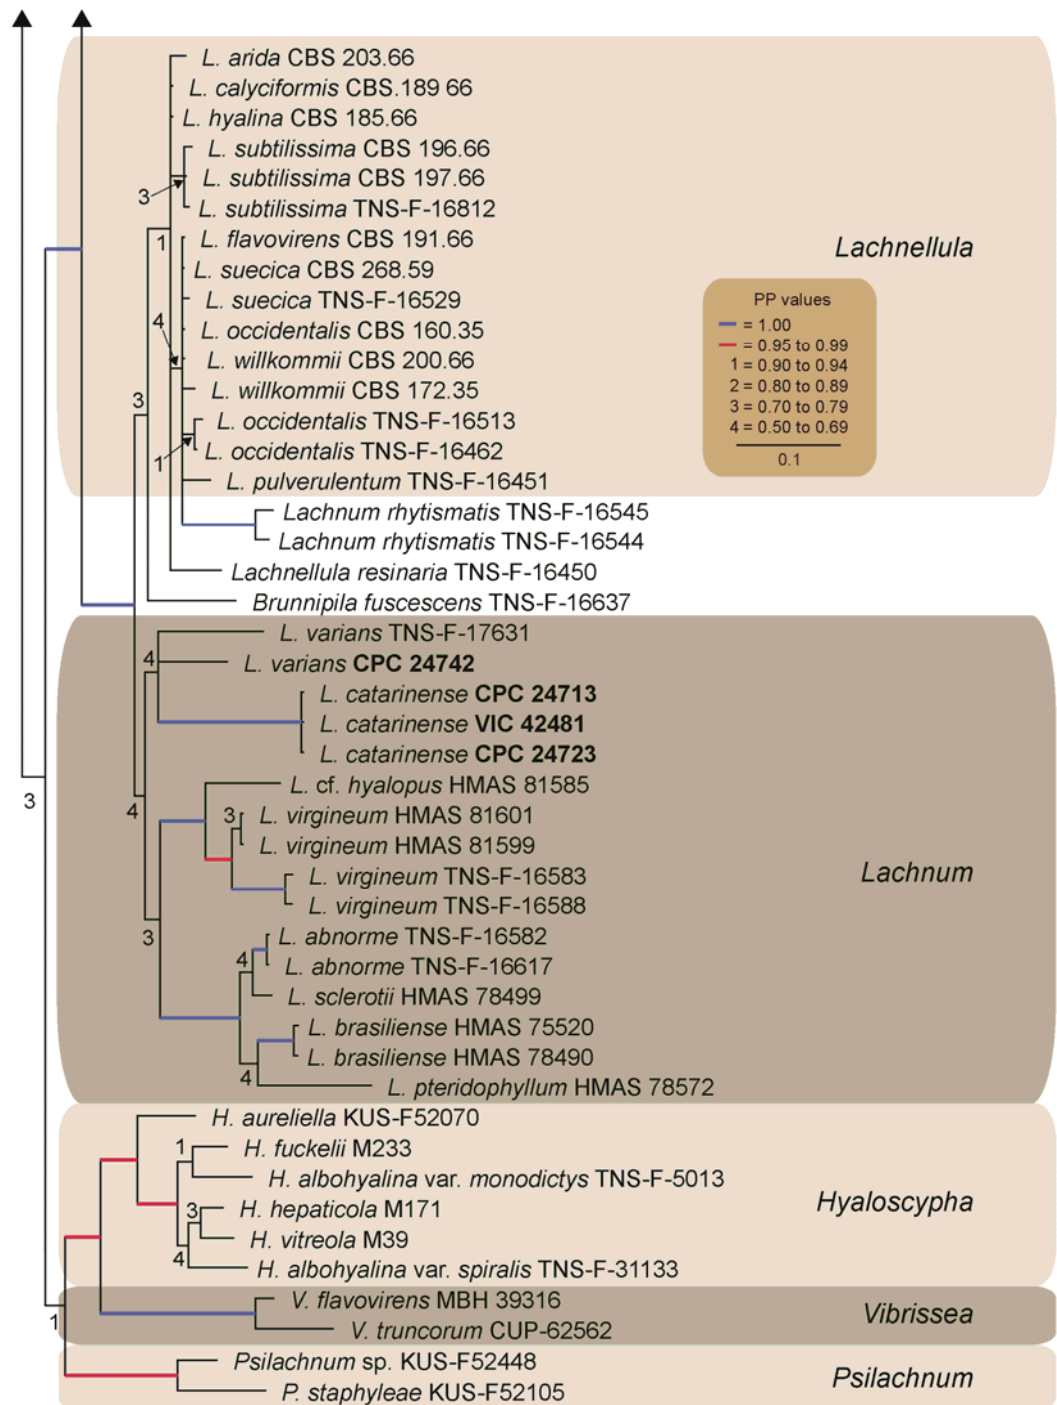 L. arida CBS 203.66
L. calyciformis CBS.189 66
L. hyalina CBS 185.66
L. subtilissima CBS 196.66
L. subtilissima CBS 197.66
3
L. subtilissima TNS-F-16812
L. flavovirens CBS 191.66
1
Lachnellula
L. suecica CBS 268.59
L. suecica TNS-F-16529
4
L. occidentalis CBS 160.35
L. willkommii CBS 200.66
L. willkommii CBS 172.35
3
L. occidentalis TNS-F-16513
L. occidentalis TNS-F-16462
1
L. pulverulentum TNS-F-16451
PP values
= 1.00
= 0.95 to 0.99
1 = 0.90 to 0.94
2 = 0.80 to 0.89
3 = 0.70 to 0.79
4 = 0.50 to 0.69
0.1
Lachnum rhytismatis TNS-F-16545
Lachnum rhytismatis TNS-F-16544
Lachnellula resinaria TNS-F-16450
Brunnipila fuscescens TNS-F-16637
L. varians TNS-F-17631
4
L. varians CPC 24742
L. catarinense CPC 24713
L. catarinense VIC 42481
L. catarinense CPC 24723
L. cf. hyalopus HMAS 81585
3
4
3
L. virgineum HMAS 81601
L. virgineum HMAS 81599
L. virgineum TNS-F-16583
Lachnum
L. virgineum TNS-F-16588
3
L. abnorme TNS-F-16582
4
L. abnorme TNS-F-16617
L. sclerotii HMAS 78499
L. brasiliense HMAS 75520
L. brasiliense HMAS 78490
4
L. pteridophyllum HMAS 78572
H. aureliella KUS-F52070
1
H. fuckelii M233
H. albohyalina var. monodictys TNS-F-5013
Hyaloscypha
3
H. hepaticola M171
H. vitreola M39
4
H. albohyalina var. spiralis TNS-F-31133
V. flavovirens MBH 39316
1
V. truncorum CUP-62562
Vibrissea
Psilachnum sp. KUS-F52448
P. staphyleae KUS-F52105
Psilachnum